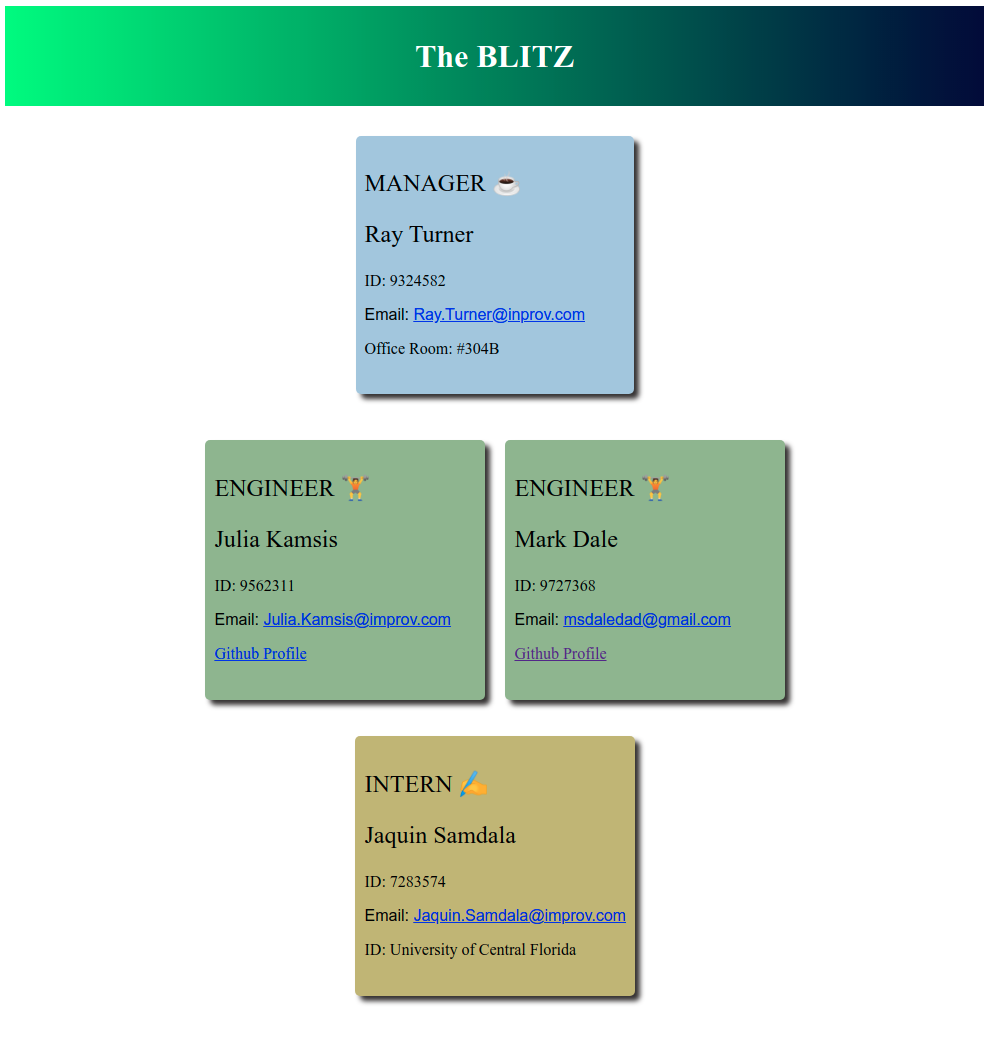 The BLITZ
MANAGER ☕
Ray Turner
ID: 9324582
Email: Ray.Turner@inprov.com
Office Room: #304B
ENGINEER 🏋
Julia Kamsis
ID: 9562311
Email: Julia.Kamsis@improv.com
Github Profile
ENGINEER 🏋
Mark Dale
ID: 9727368
Email: msdaledad@gmail.com
Github Profile
INTERN ✍
Jaquin Samdala
ID: 7283574
Email: Jaquin.Samdala@improv.com
ID: University of Central Florida